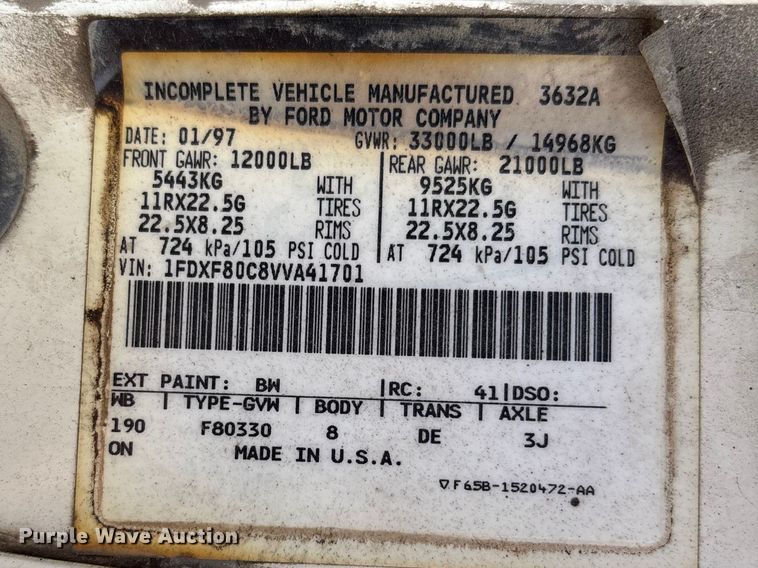 INCOMPLETE VEHICLE MANUFACTURED 3632A
BY FORD MOTOR COMPANY
DATE: 01/97 GVWR: 33000LB / 14968KG
FRONT GAWR: 12000LB REAR GAWR: 21000LB
5443KG WITH 9525KG WITH
11RX22.5G TIRES 11RX22.5G TIRES
22.5X8.25 RIMS 22.5X8.25 RIMS
AT 724 kPa/105 PSI COLD AT 724 kPa/105 PSI COLD
VIN: 1FDXF80C8VVA41701
EXT PAINT: BW |RC: 41|DSO:
WB | TYPE-GVW | BODY | TRANS | AXLE
190 F80330 8 DE 3J
ON MADE IN U.S.A.
▽F65B-1520472-AA
Purple Wave Auction